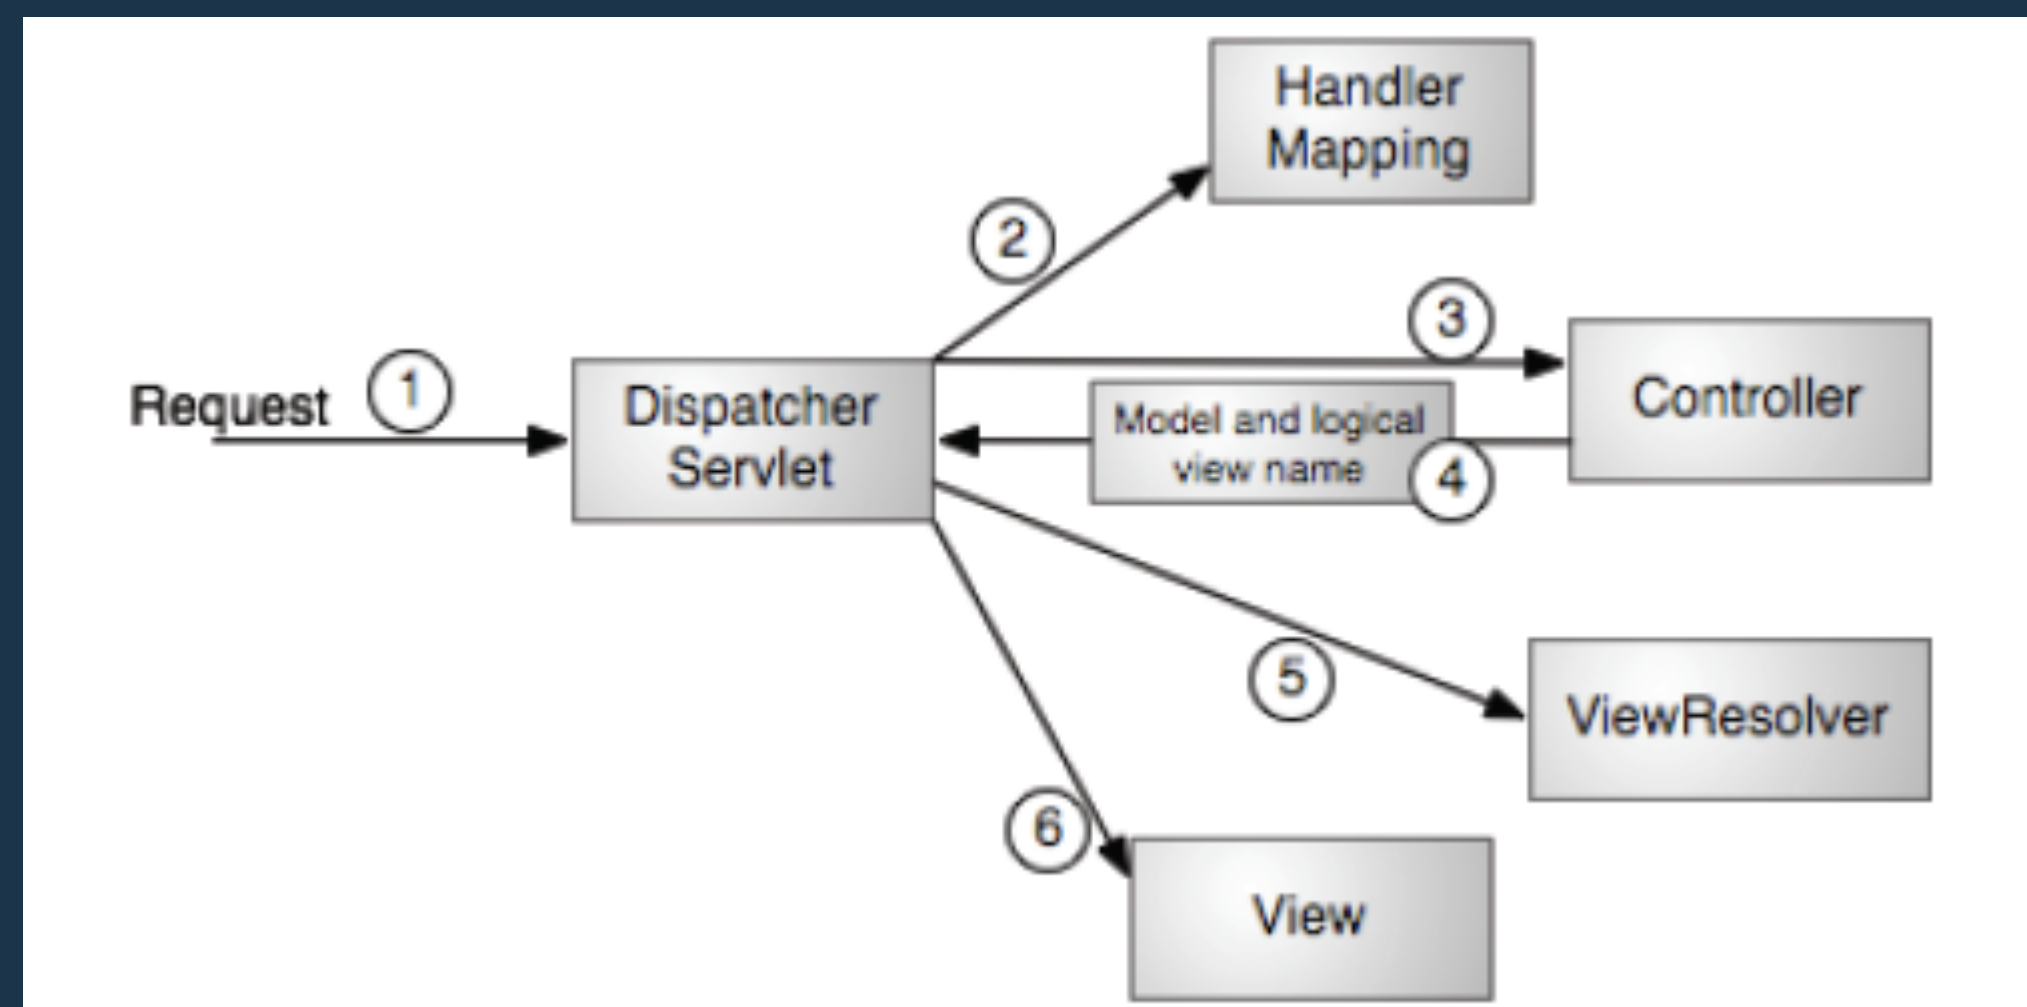 Handler
Mapping
2
3
Request
1
Dispatcher
Servlet
Model and logical
view name
4
Controller
5
ViewResolver
6
View